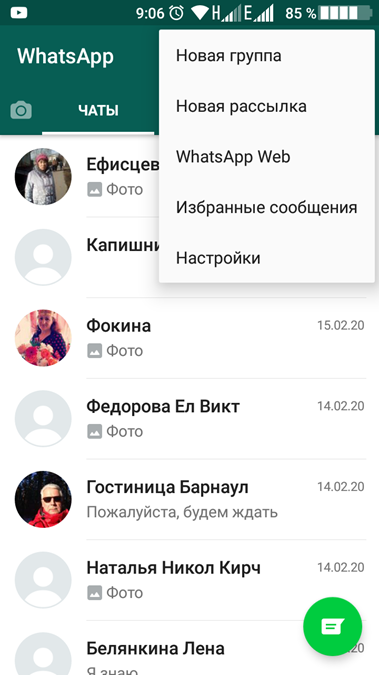 9:06 H E 85 %
WhatsApp
ЧАТЫ
Новая группа
Новая рассылка
WhatsApp Web
Избранные сообщения
Настройки
Ефисцев
Фото
Капишни
Фокина 15.02.20
Фото
Федорова Ел Викт 14.02.20
Фото
Гостиница Барнаул 14.02.20
Пожалуйста, будем ждать
Наталья Никол Кирч 14.02.20
Фото
Белянкина Лена .20
Я знаю